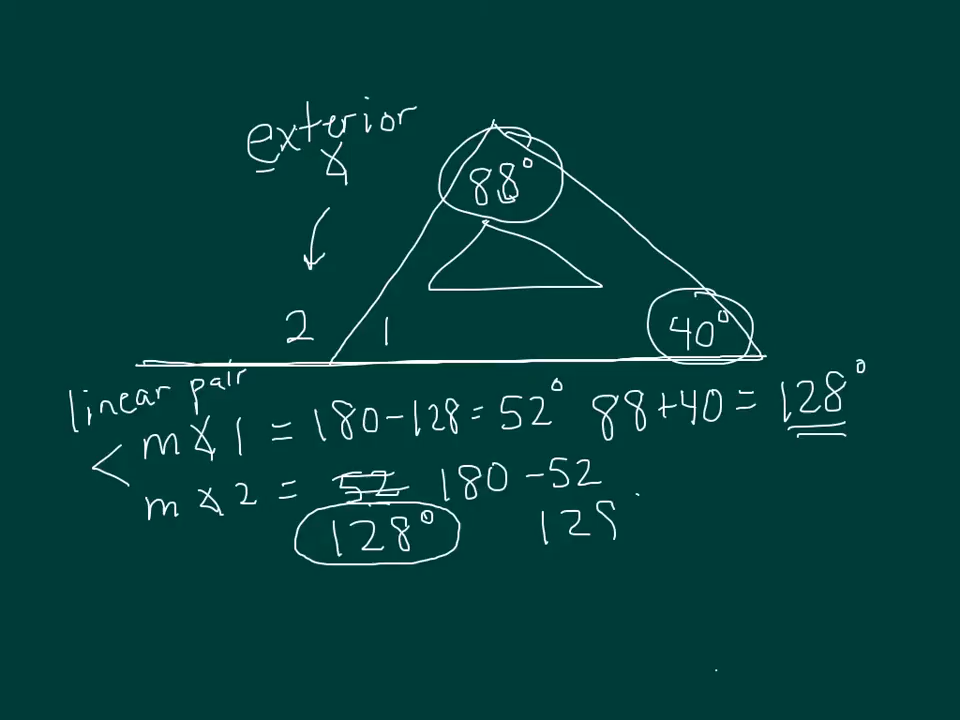 exterior
∡
88°
2 1 40°
linear pair
m∡1 = 180-128 = 52° 88+40 = 128°
m∡2 = 52 180-52
128° 128